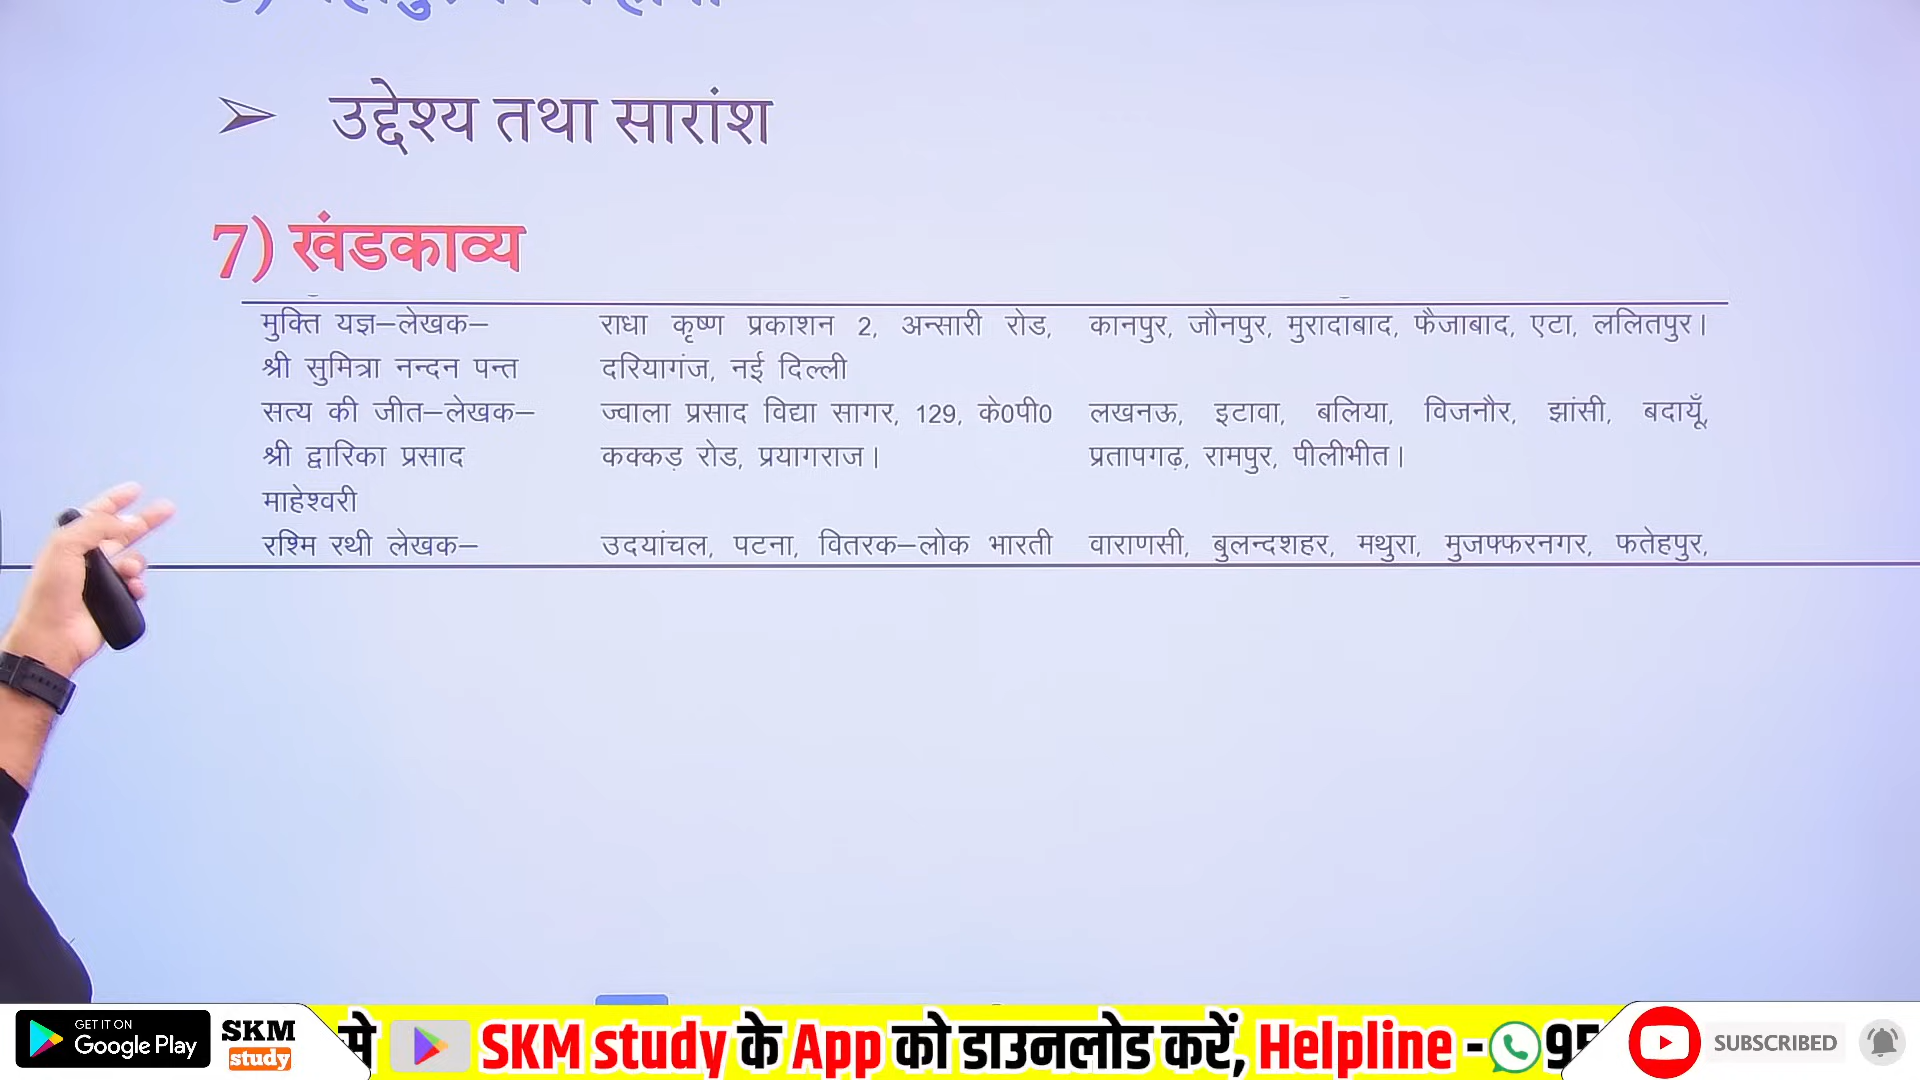 ➢ उद्देश्य तथा सारांश
7) खंडकाव्य
मुक्ति यज्ञ–लेखक– राधा कृष्ण प्रकाशन 2, अन्सारी रोड, कानपुर, जौनपुर, मुरादाबाद, फैजाबाद, एटा, ललितपुर।
श्री सुमित्रा नन्दन पन्त दरियागंज, नई दिल्ली
सत्य की जीत–लेखक– ज्वाला प्रसाद विद्या सागर, 129, के0पी0 लखनऊ, इटावा, बलिया, विजनौर, झांसी, बदायूँ,
श्री द्वारिका प्रसाद कक्कड़ रोड, प्रयागराज। प्रतापगढ़, रामपुर, पीलीभीत।
माहेश्वरी
रश्मि रथी लेखक– उदयांचल, पटना, वितरक–लोक भारती वाराणसी, बुलन्दशहर, मथुरा, मुजफ्फरनगर, फतेहपुर,
GET IT ON
Google Play
SKM
study
से SKM study के App को डाउनलोड करें, Helpline - 95
SUBSCRIBED